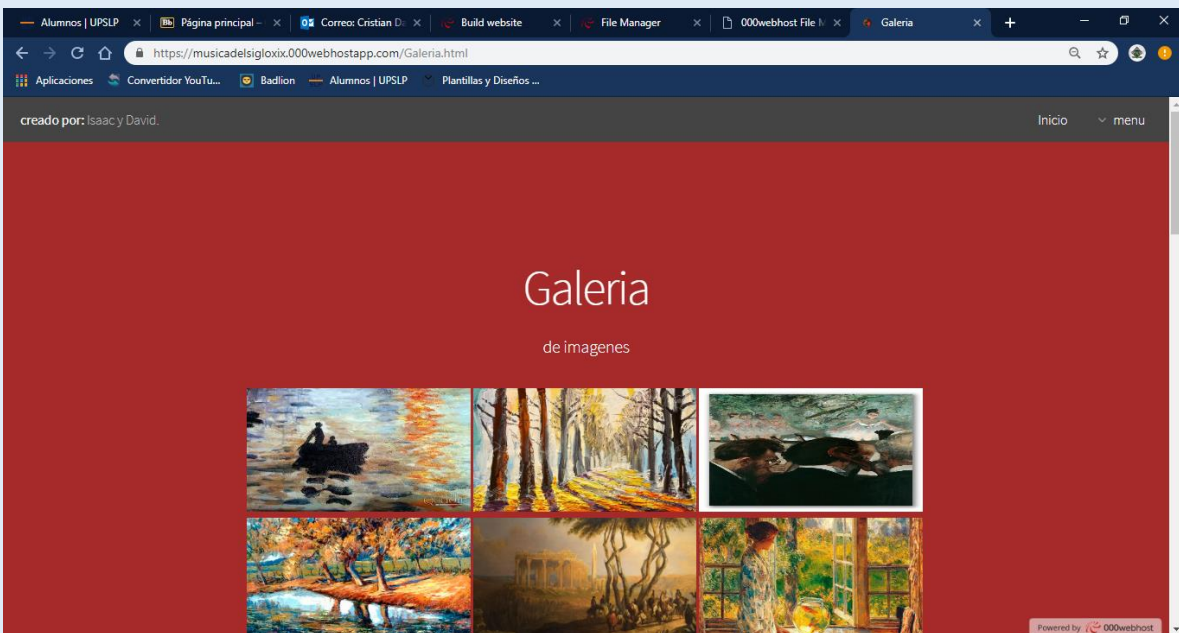 Alumnos | UPSLP
Bb Página principal –
Correo: Cristian Da
Build website
File Manager
000webhost File M
Galeria
https://musicadelsigloxix.000webhostapp.com/Galeria.html
Aplicaciones
Convertidor YouTu...
Badlion
Alumnos | UPSLP
Plantillas y Diseños ...
creado por: Isaac y David.
Inicio
menu
Galeria
de imagenes
Powered by 000webhost